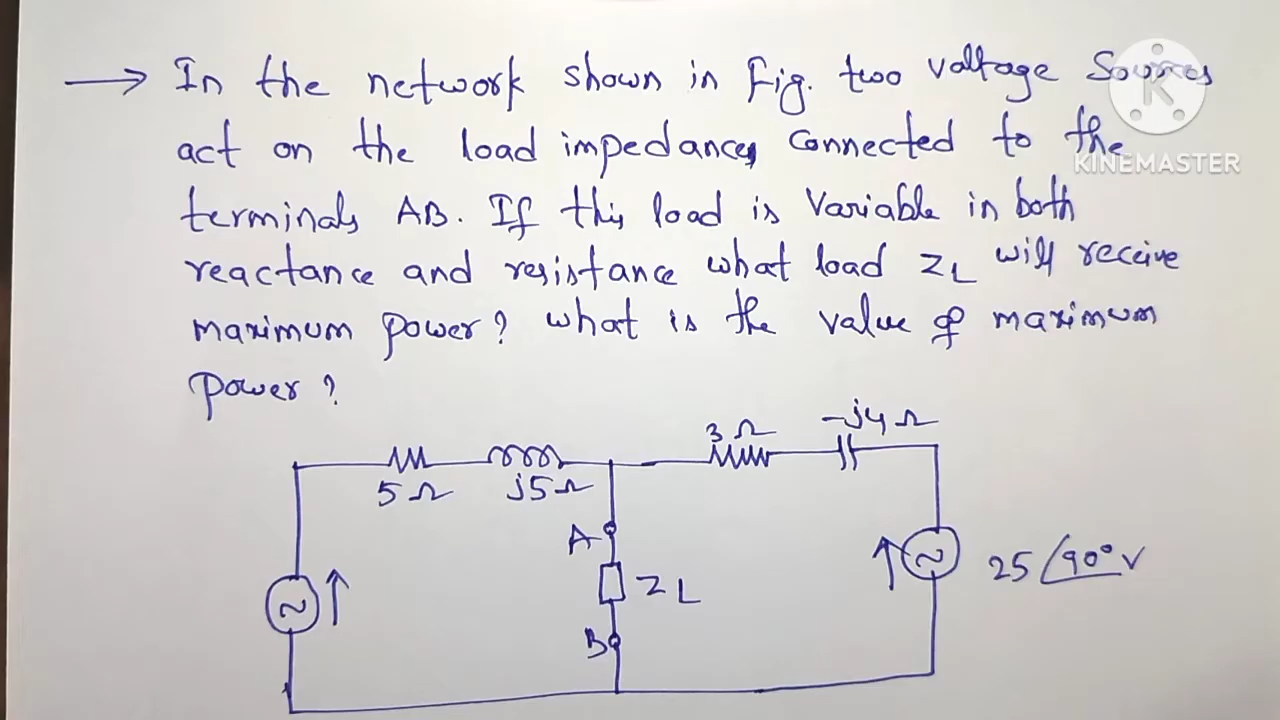 → In the network shown in Fig. two voltage Sources
act on the load impedances connected to the
terminals AB. If this load is variable in both
reactance and resistance what load ZL will receive
maximum power? what is the value of maximum
power?
3 Ω -j4 Ω
5 Ω j5 Ω
A
ZL 25 /90° V
B
K
KINEMASTER